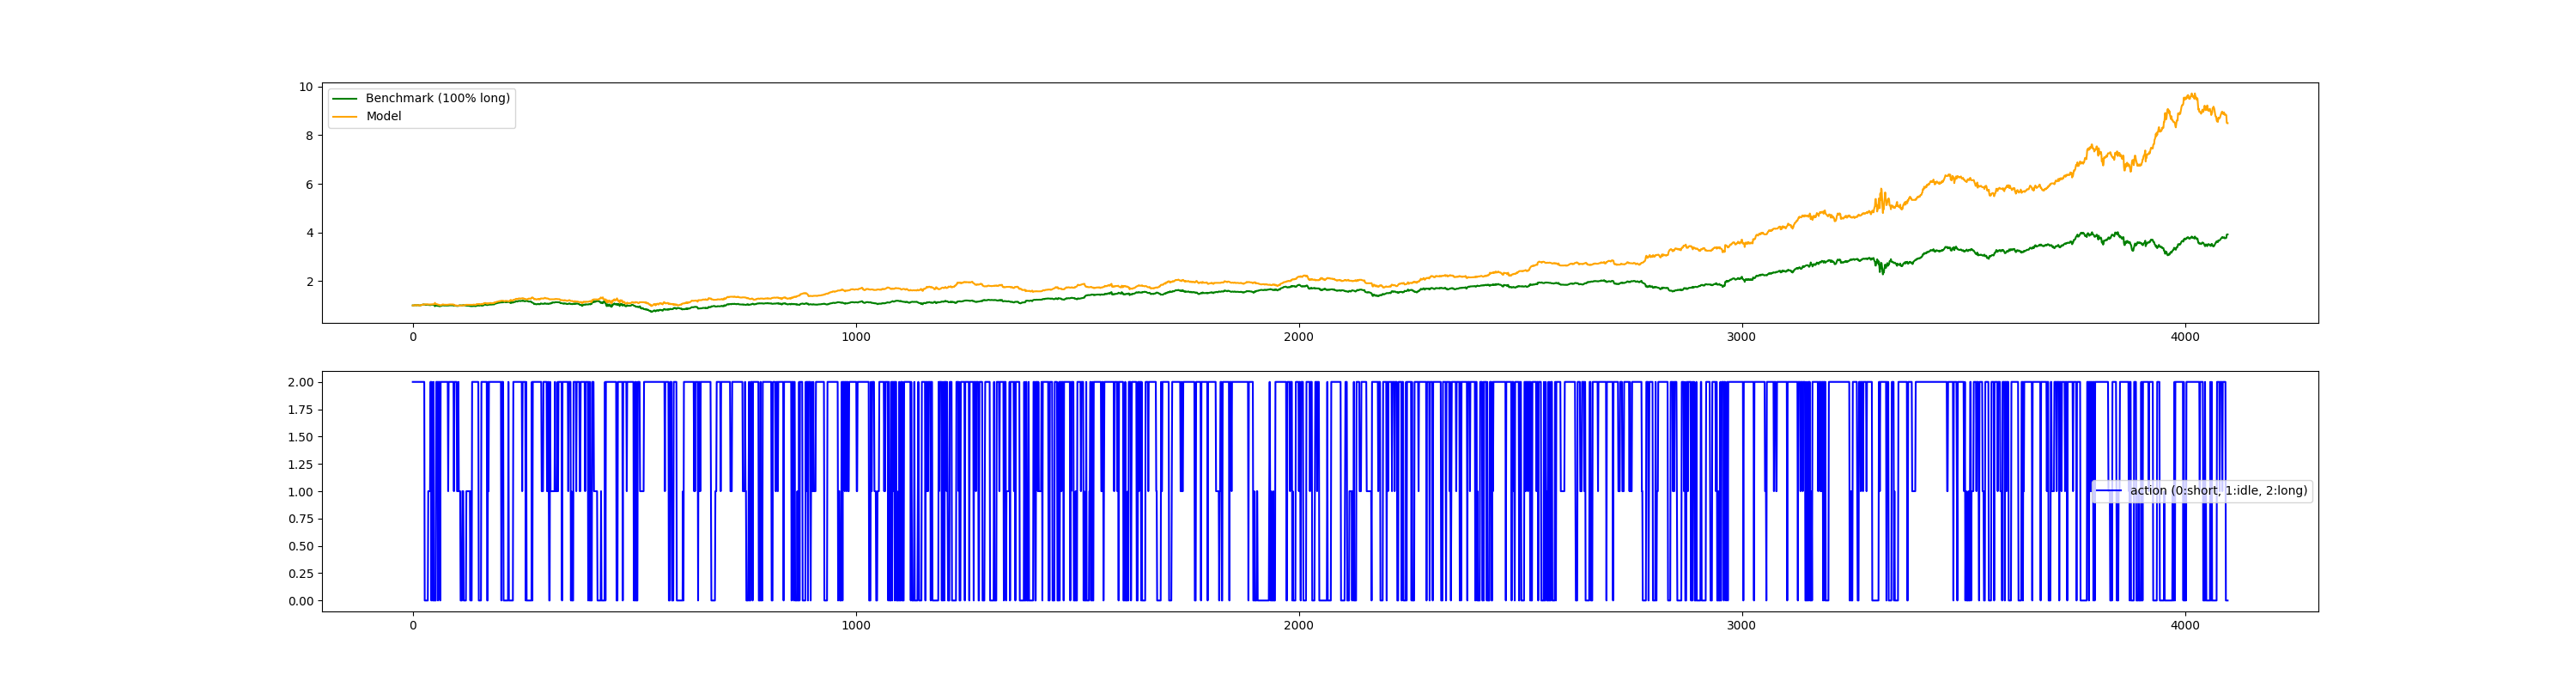 10
8
6
4
2
Benchmark (100% long)
Model
0 1000 2000 3000 4000
2.00
1.75
1.50
1.25
1.00
0.75
0.50
0.25
0.00
action (0:short, 1:idle, 2:long)
0 1000 2000 3000 4000